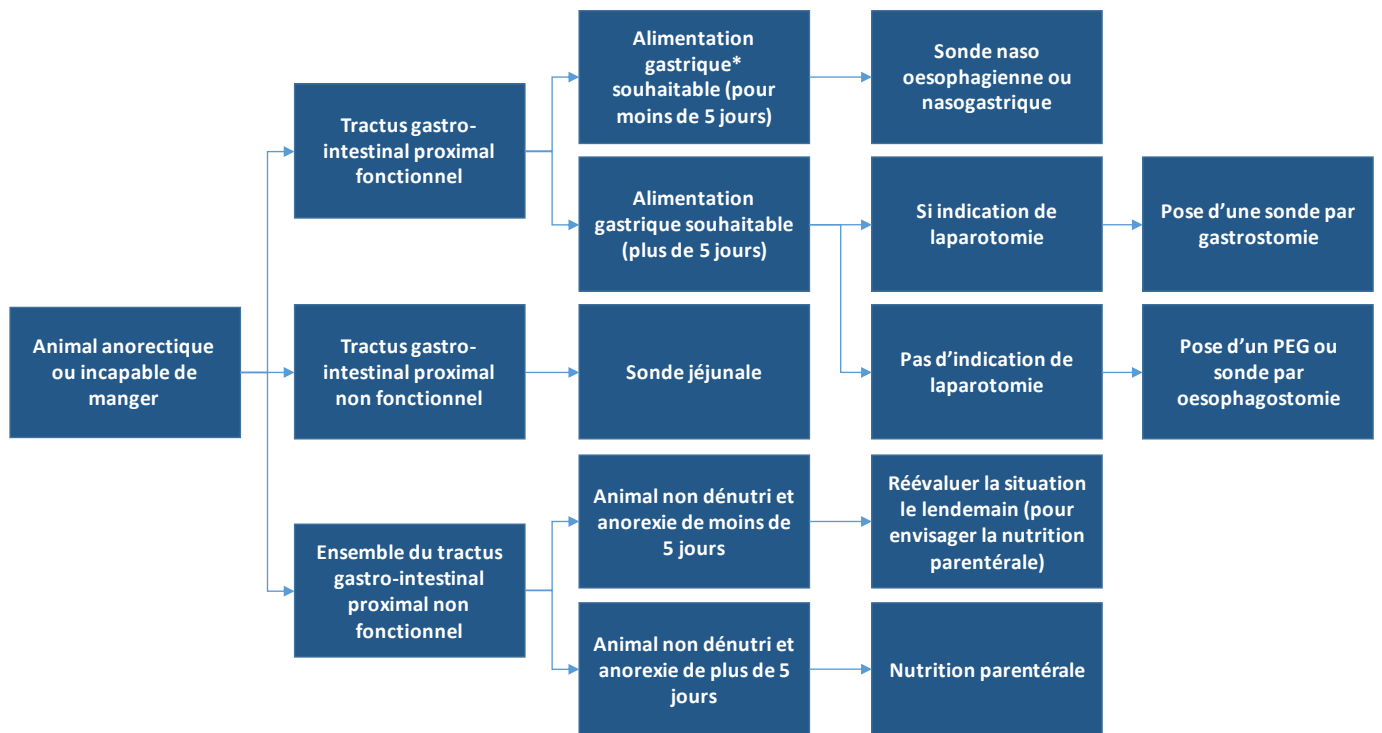 Animal anorectique
ou incapable de
manger
Tractus gastro-
intestinal proximal
fonctionnel
Alimentation
gastrique*
souhaitable (pour
moins de 5 jours)
Sonde naso
oesophagienne ou
nasogastrique
Alimentation
gastrique souhaitable
(plus de 5 jours)
Si indication de
laparotomie
Pose d’une sonde par
gastrostomie
Pas d’indication de
laparotomie
Pose d’un PEG ou
sonde par
oesophagostomie
Tractus gastro-
intestinal proximal
non fonctionnel
Sonde jéjunale
Ensemble du tractus
gastro-intestinal
proximal non
fonctionnel
Animal non dénutri et
anorexie de moins de
5 jours
Réévaluer la situation
le lendemain (pour
envisager la nutrition
parentérale)
Animal non dénutri et
anorexie de plus de 5
jours
Nutrition parentérale